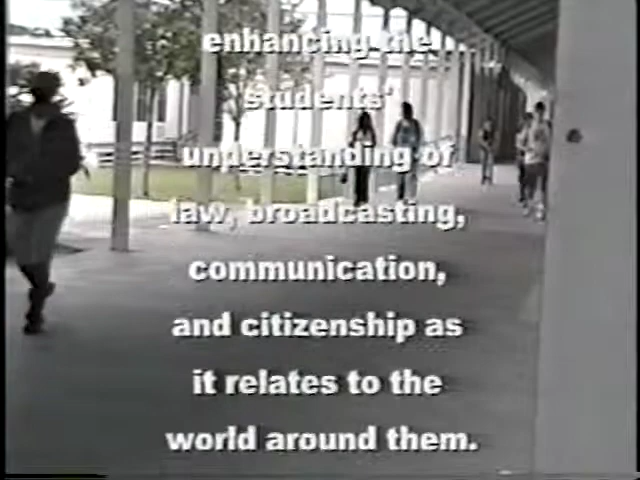 enhancing the
students'
understanding of
law, broadcasting,
communication,
and citizenship as
it relates to the
world around them.